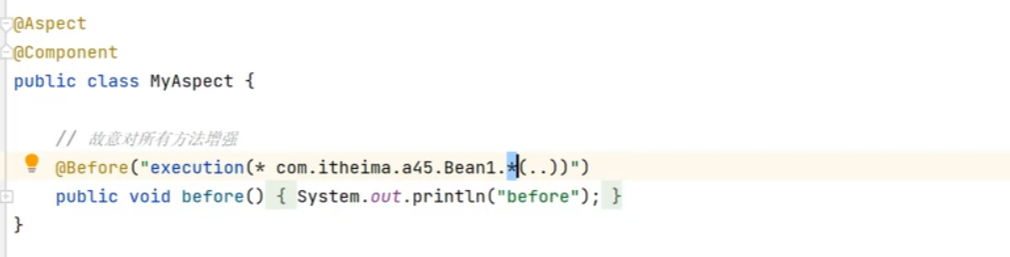 @Aspect
@Component
public class MyAspect {
// 故意对所有方法增强
@Before("execution(* com.itheima.a45.Bean1.*(..))")
public void before() { System.out.println("before"); }
}